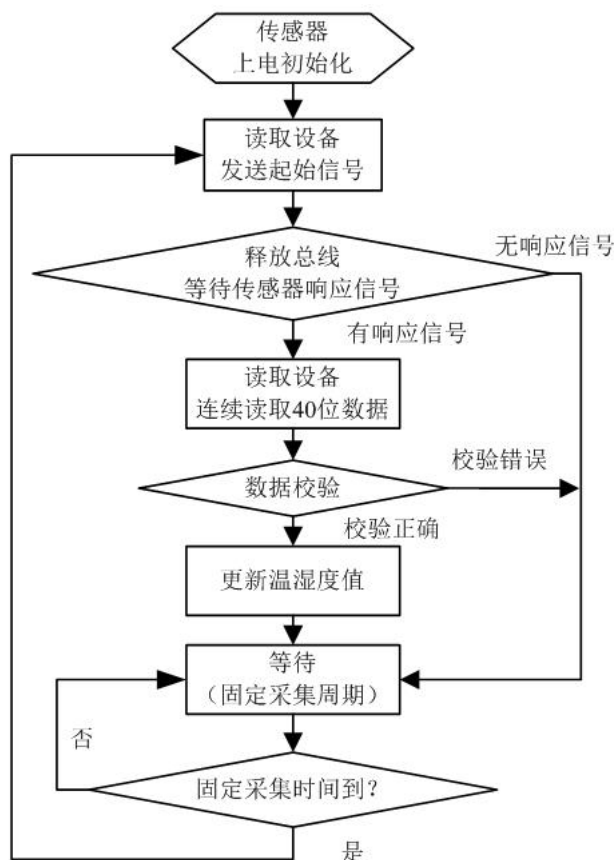 传感器
上电初始化
读取设备
发送起始信号
释放总线
等待传感器响应信号
无响应信号
有响应信号
读取设备
连续读取40位数据
数据校验
校验错误
校验正确
更新温湿度值
等待
（固定采集周期）
否
固定采集时间到？
是